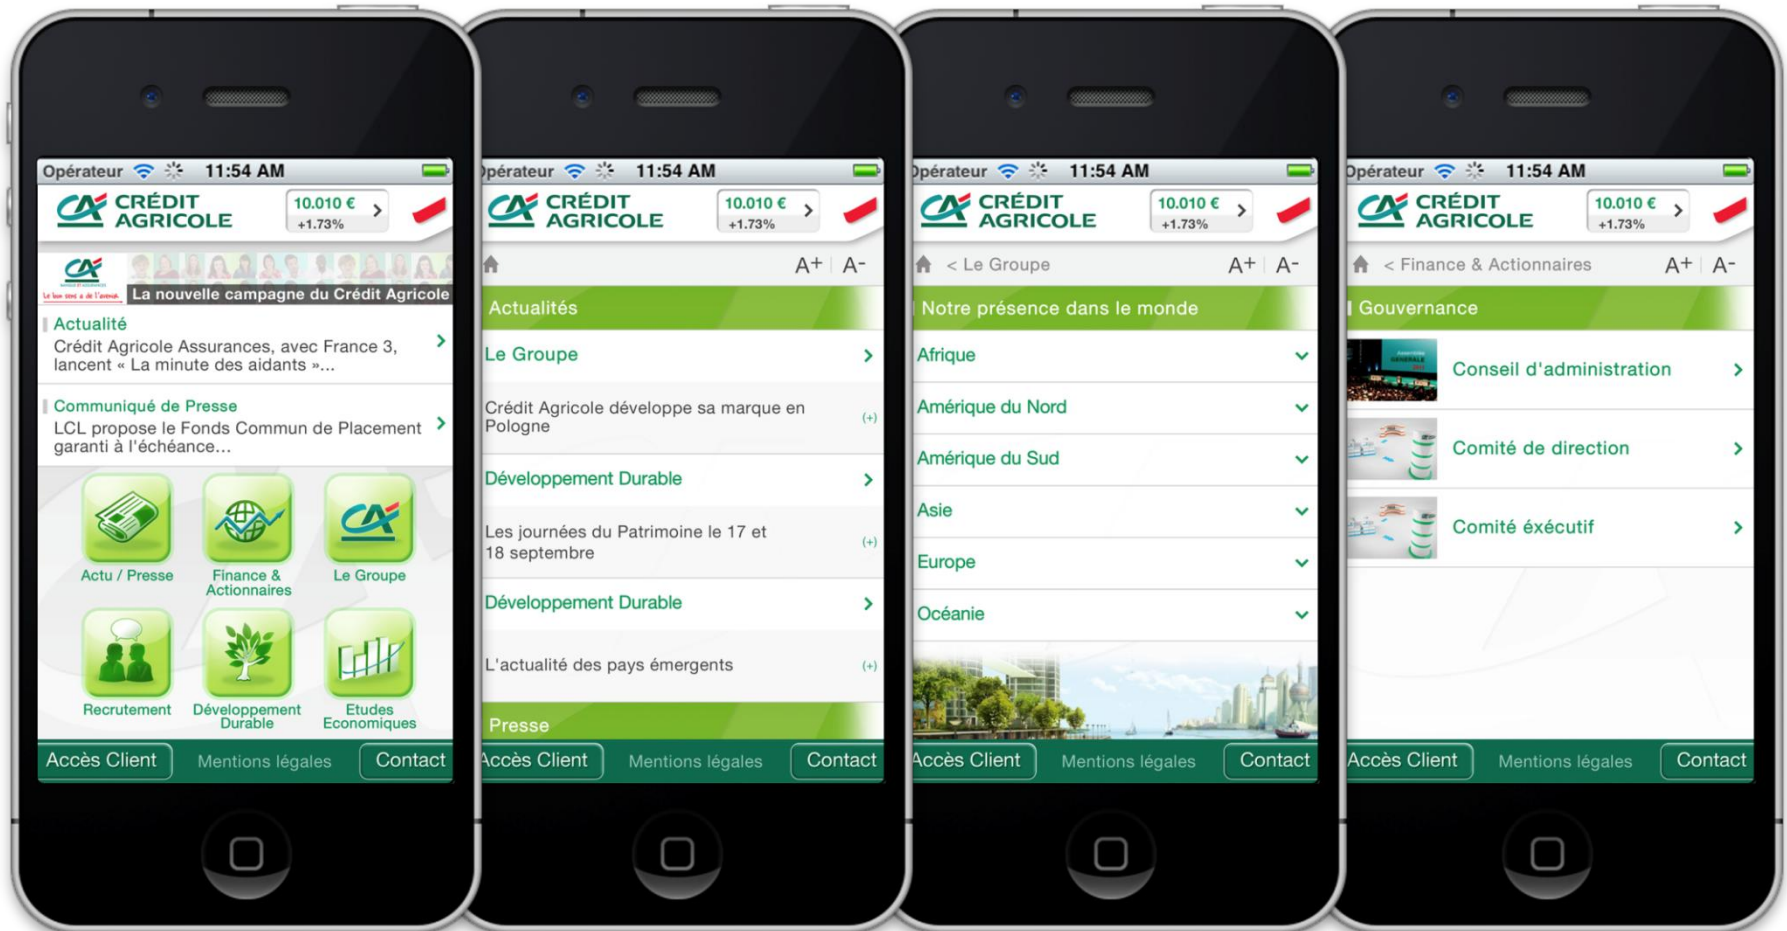 Opérateur 11:54 AM
CRÉDIT
AGRICOLE
10.010 €
+1.73%
La nouvelle campagne du Crédit Agricole
Actualité
Crédit Agricole Assurances, avec France 3,
lancent « La minute des aidants »...
Communiqué de Presse
LCL propose le Fonds Commun de Placement
garanti à l'échéance...
Actu / Presse
Finance &
Actionnaires
Le Groupe
Recrutement
Développement
Durable
Etudes
Economiques
Accès Client
Mentions légales
Contact
Opérateur 11:54 AM
CRÉDIT
AGRICOLE
10.010 €
+1.73%
A+ A-
Actualités
Le Groupe
Crédit Agricole développe sa marque en
Pologne
(+)
Développement Durable
Les journées du Patrimoine le 17 et
18 septembre
(+)
Développement Durable
L'actualité des pays émergents
(+)
Presse
Accès Client
Mentions légales
Contact
Opérateur 11:54 AM
CRÉDIT
AGRICOLE
10.010 €
+1.73%
< Le Groupe
A+ A-
Notre présence dans le monde
Afrique
Amérique du Nord
Amérique du Sud
Asie
Europe
Océanie
Accès Client
Mentions légales
Contact
Opérateur 11:54 AM
CRÉDIT
AGRICOLE
10.010 €
+1.73%
< Finance & Actionnaires
A+ A-
Gouvernance
Conseil d'administration
Comité de direction
Comité éxécutif
Accès Client
Mentions légales
Contact